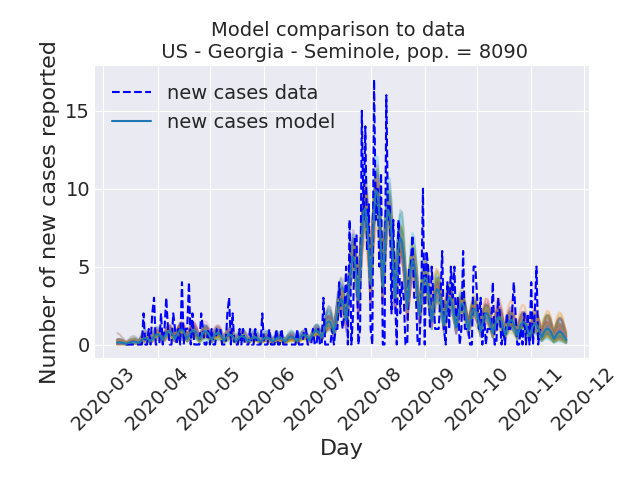 Model comparison to data
US - Georgia - Seminole, pop. = 8090
Number of new cases reported
new cases data
new cases model
15
10
5
0
2020-03
2020-04
2020-05
2020-06
2020-07
2020-08
2020-09
2020-10
2020-11
2020-12
Day